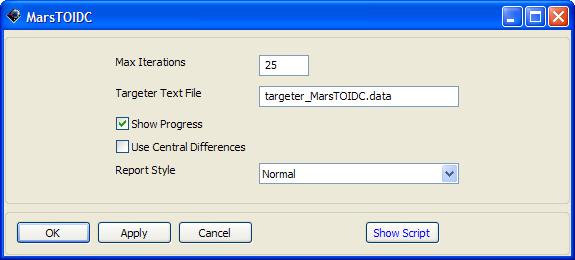 MarsTOIDC
Max Iterations 25
Targeter Text File targeter_MarsTOIDC.data
Show Progress
Use Central Differences
Report Style Normal
OK Apply Cancel Show Script